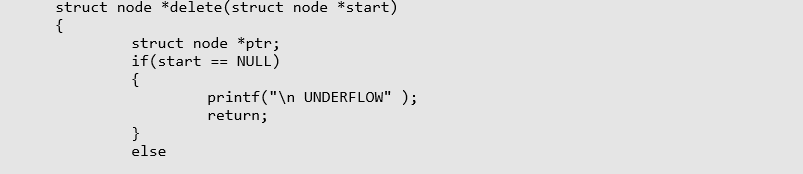 struct node *delete(struct node *start)
{
struct node *ptr;
if(start == NULL)
{
printf("\n UNDERFLOW" );
return;
}
else